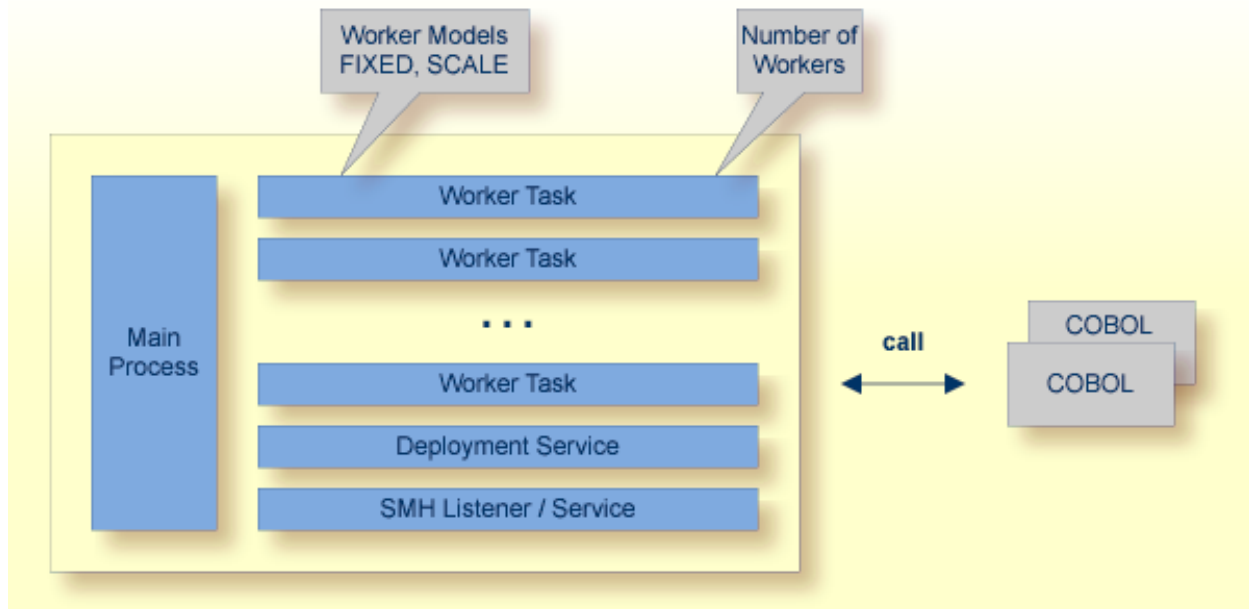 Worker Models
FIXED, SCALE
Number of
Workers
Worker Task
Worker Task
...
Main
Process
Worker Task
Deployment Service
SMH Listener / Service
call
COBOL
COBOL